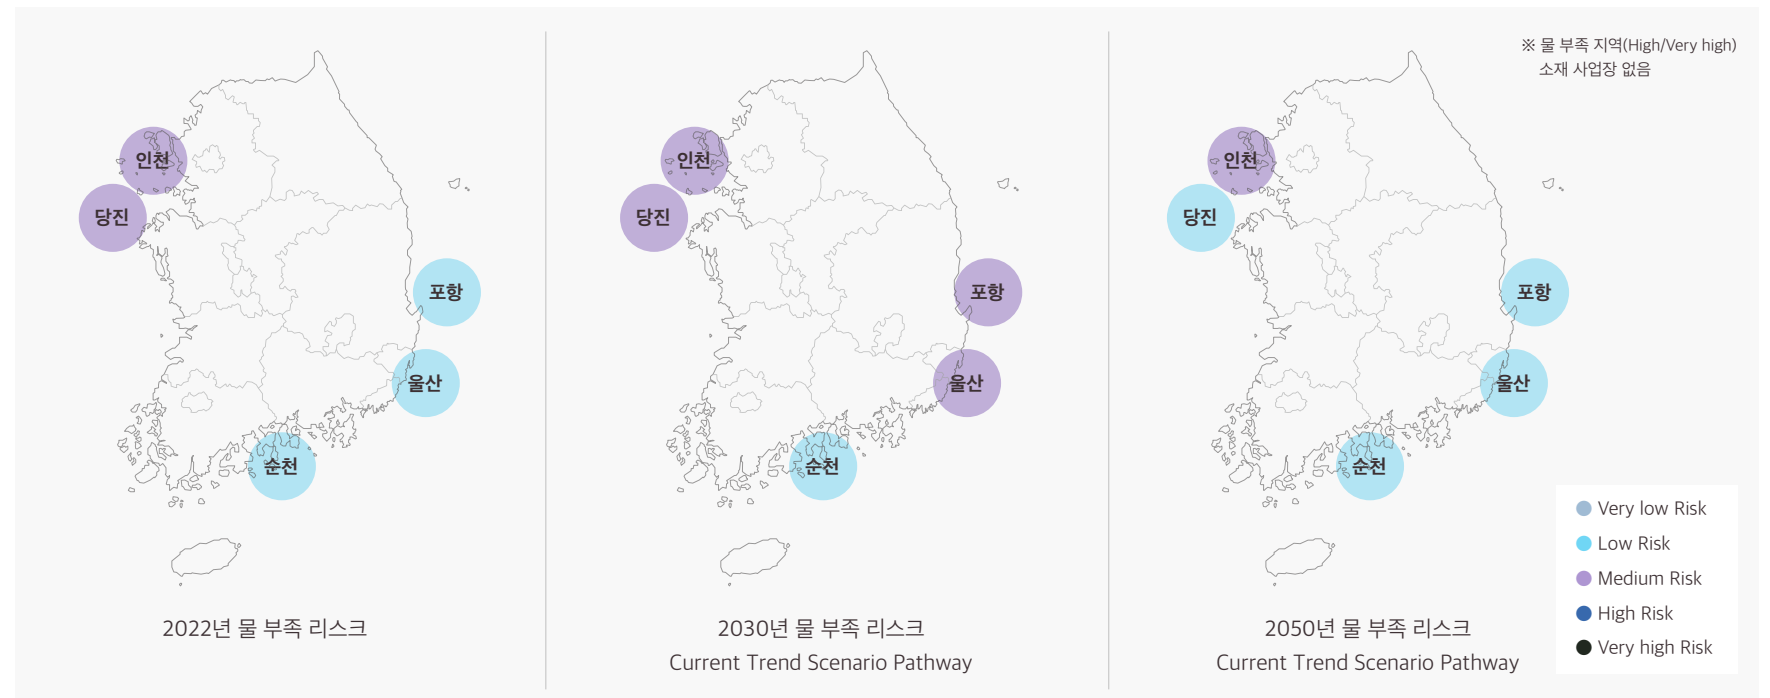 ※ 물 부족 지역(High/Very high)
소재 사업장 없음
인천
당진
포항
울산
순천
2022년 물 부족 리스크
인천
당진
포항
울산
순천
2030년 물 부족 리스크
Current Trend Scenario Pathway
인천
당진
포항
울산
순천
2050년 물 부족 리스크
Current Trend Scenario Pathway
Very low Risk
Low Risk
Medium Risk
High Risk
Very high Risk